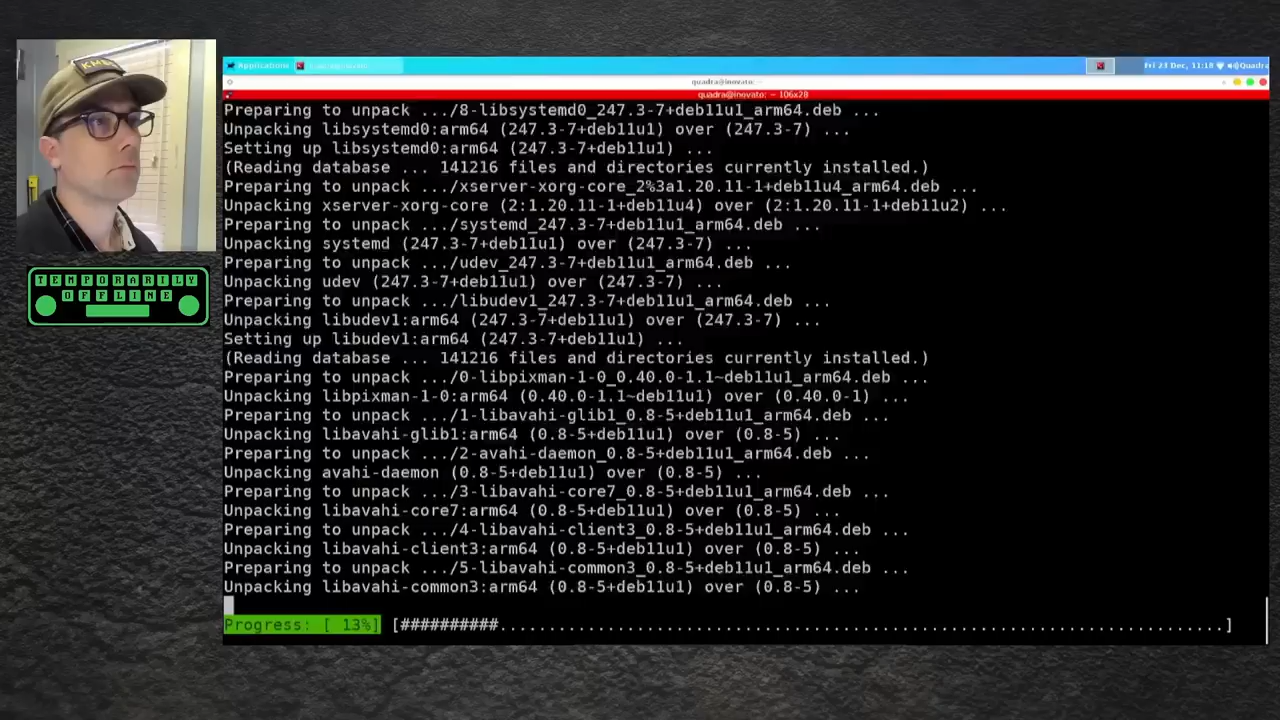 KMB
TEMPORARILY
OFFLINE
Applications
Fri 23 Dec, 11:18 Quadra
quadra@inovato: ~
quadra@inovato: ~ 106x28
Preparing to unpack .../8-libsystemd0_247.3-7+deb11u1_arm64.deb ...
Unpacking libsystemd0:arm64 (247.3-7+deb11u1) over (247.3-7) ...
Setting up libsystemd0:arm64 (247.3-7+deb11u1) ...
(Reading database ... 141216 files and directories currently installed.)
Preparing to unpack .../xserver-xorg-core_2%3a1.20.11-1+deb11u4_arm64.deb ...
Unpacking xserver-xorg-core (2:1.20.11-1+deb11u4) over (2:1.20.11-1+deb11u2) ...
Preparing to unpack .../systemd_247.3-7+deb11u1_arm64.deb ...
Unpacking systemd (247.3-7+deb11u1) over (247.3-7) ...
Preparing to unpack .../udev_247.3-7+deb11u1_arm64.deb ...
Unpacking udev (247.3-7+deb11u1) over (247.3-7) ...
Preparing to unpack .../libudev1_247.3-7+deb11u1_arm64.deb ...
Unpacking libudev1:arm64 (247.3-7+deb11u1) over (247.3-7) ...
Setting up libudev1:arm64 (247.3-7+deb11u1) ...
(Reading database ... 141216 files and directories currently installed.)
Preparing to unpack .../0-libpixman-1-0_0.40.0-1.1~deb11u1_arm64.deb ...
Unpacking libpixman-1-0:arm64 (0.40.0-1.1~deb11u1) over (0.40.0-1) ...
Preparing to unpack .../1-libavahi-glib1_0.8-5+deb11u1_arm64.deb ...
Unpacking libavahi-glib1:arm64 (0.8-5+deb11u1) over (0.8-5) ...
Preparing to unpack .../2-avahi-daemon_0.8-5+deb11u1_arm64.deb ...
Unpacking avahi-daemon (0.8-5+deb11u1) over (0.8-5) ...
Preparing to unpack .../3-libavahi-core7_0.8-5+deb11u1_arm64.deb ...
Unpacking libavahi-core7:arm64 (0.8-5+deb11u1) over (0.8-5) ...
Preparing to unpack .../4-libavahi-client3_0.8-5+deb11u1_arm64.deb ...
Unpacking libavahi-client3:arm64 (0.8-5+deb11u1) over (0.8-5) ...
Preparing to unpack .../5-libavahi-common3_0.8-5+deb11u1_arm64.deb ...
Unpacking libavahi-common3:arm64 (0.8-5+deb11u1) over (0.8-5) ...
Progress: [ 13%] [##########..........................................................................]